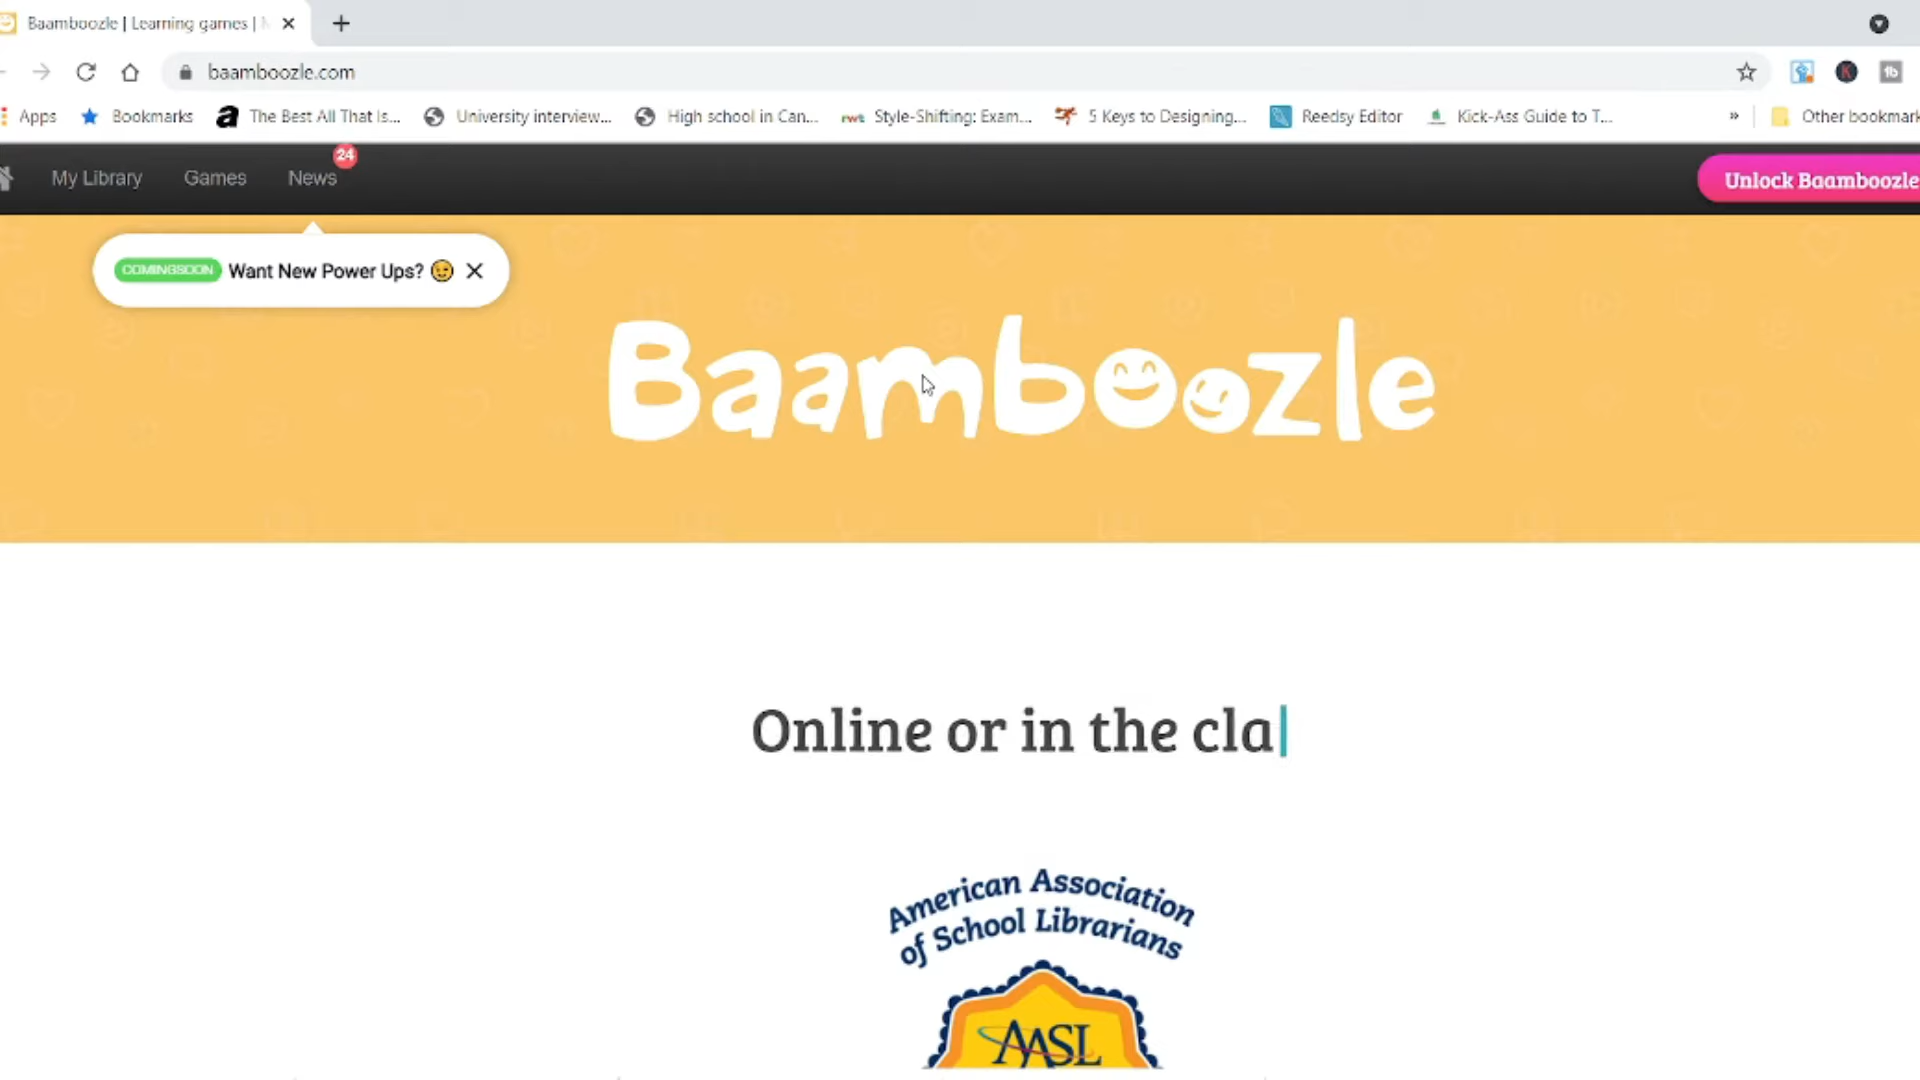 Baamboozle | Learning games |
baamboozle.com
Apps
Bookmarks
The Best All That Is...
University interview...
High school in Can...
Style-Shifting: Exam...
5 Keys to Designing...
Reedsy Editor
Kick-Ass Guide to T...
»
Other bookmark
My Library
Games
News
24
Unlock Baamboozle
COMINGSOON Want New Power Ups?
Baamboozle
Online or in the cla
American Association
of School Librarians
AASL